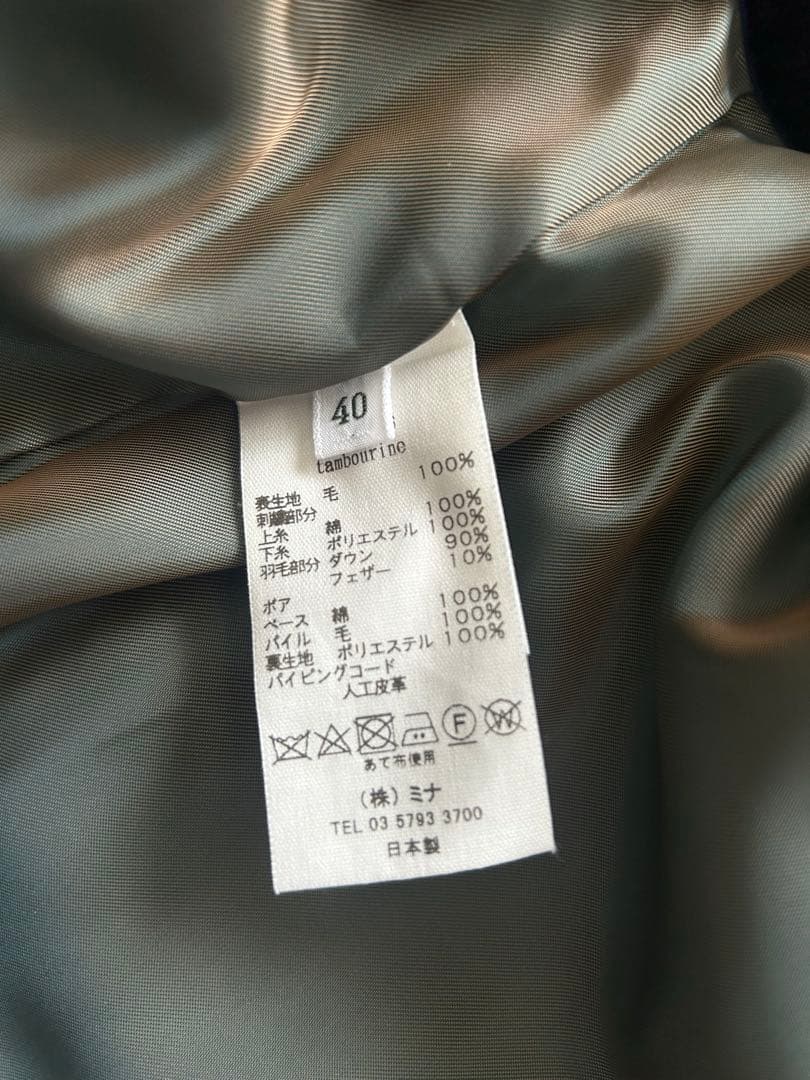 40
tambourine
表生地 毛 100%
刺繍部分
上糸 綿 100%
下糸 ポリエステル 100%
羽毛部分 ダウン 90%
フェザー 10%
ボア
ベース 綿 100%
パイル 毛 100%
裏生地 ポリエステル 100%
パイピングコード
人工皮革
F W
あて布使用
(株)ミナ
TEL 03 5793 3700
日本製